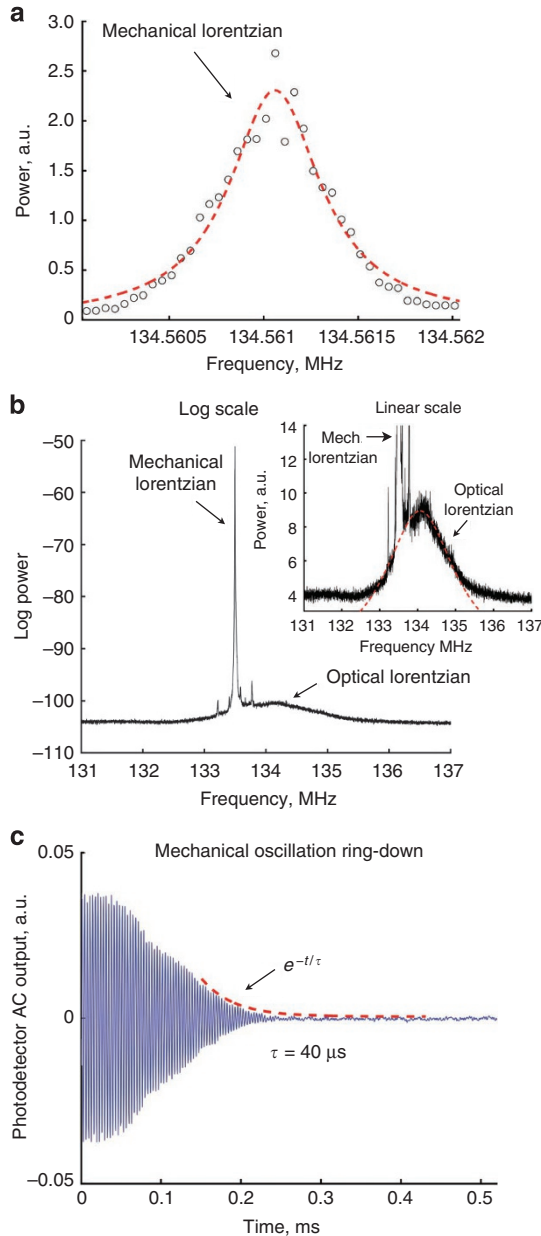 a
Mechanical lorentzian
Power, a.u.
3.0
2.5
2.0
1.5
1.0
0.5
0
134.5605
134.561
134.5615
134.562
Frequency, MHz
b
Log scale
Mechanical
lorentzian
Log power
−50
−60
−70
−80
−90
−100
−110
131
132
133
134
135
136
137
Frequency, MHz
Optical lorentzian
Linear scale
Mech.
lorentzian
Optical
lorentzian
Power, a.u.
14
12
10
8
6
4
131
132
133
134
135
136
137
Frequency MHz
c
Mechanical oscillation ring-down
Photodetector AC output, a.u.
0.05
0
−0.05
e−t/τ
τ = 40 μs
0
0.1
0.2
0.3
0.4
0.5
Time, ms